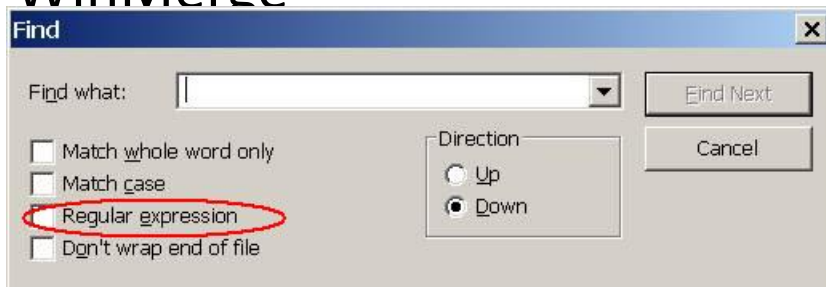 WinMerge
Find
Find what:
Find Next
Match whole word only
Match case
Regular expression
Don't wrap end of file
Direction
Up
Down
Cancel